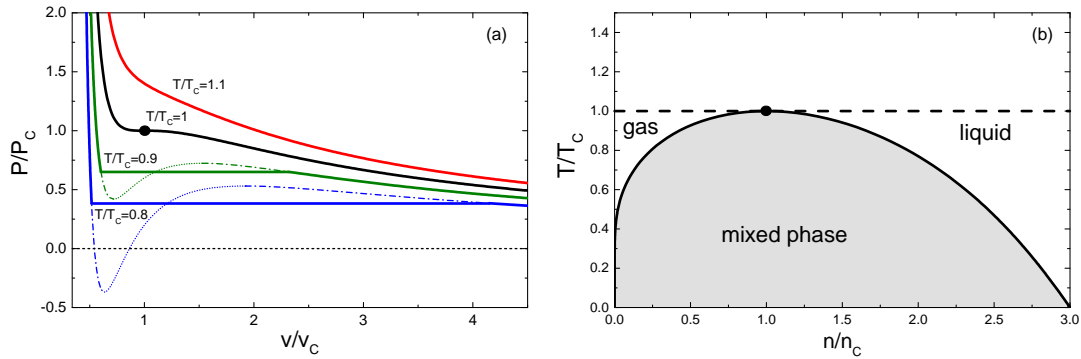 (a)
2.0
1.5
1.0
0.5
0.0
-0.5
P/P_C
T/T_C=1.1
T/T_C=1
T/T_C=0.9
T/T_C=0.8
1 2 3 4
v/v_C
(b)
1.4
1.2
1.0
0.8
0.6
0.4
0.2
0.0
T/T_C
gas
liquid
mixed phase
0.0 0.5 1.0 1.5 2.0 2.5 3.0
n/n_C